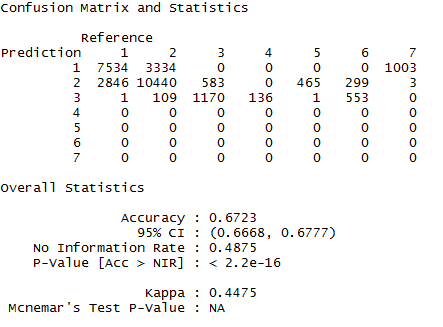 Confusion Matrix and Statistics
Reference
Prediction 1 2 3 4 5 6 7
1 7534 3334 0 0 0 0 1003
2 2846 10440 583 0 465 299 3
3 1 109 1170 136 1 553 0
4 0 0 0 0 0 0 0
5 0 0 0 0 0 0 0
6 0 0 0 0 0 0 0
7 0 0 0 0 0 0 0
Overall Statistics
Accuracy : 0.6723
95% CI : (0.6668, 0.6777)
No Information Rate : 0.4875
P-Value [Acc > NIR] : < 2.2e-16
Kappa : 0.4475
Mcnemar's Test P-Value : NA